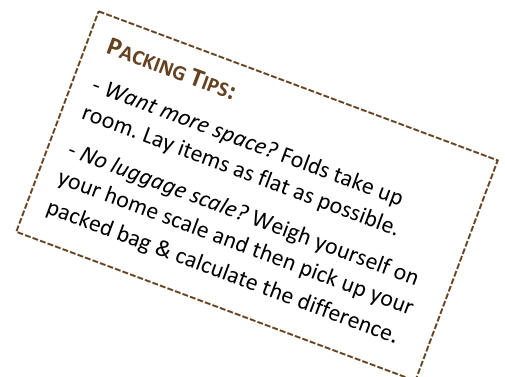 PACKING TIPS:
- Want more space? Folds take up
room. Lay items as flat as possible.
- No luggage scale? Weigh yourself on
your home scale and then pick up your
packed bag & calculate the difference.